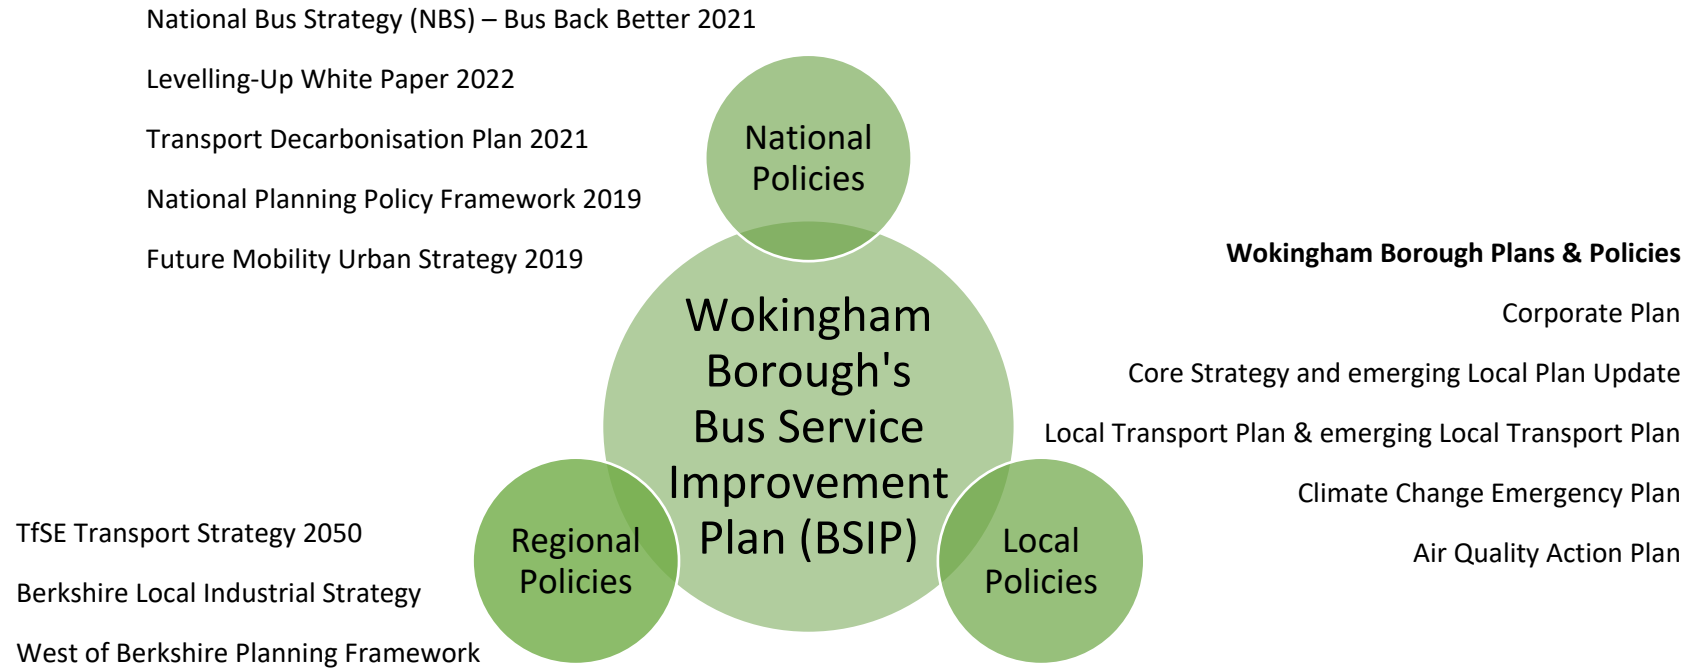 National Bus Strategy (NBS) – Bus Back Better 2021
Levelling-Up White Paper 2022
Transport Decarbonisation Plan 2021
National Planning Policy Framework 2019
Future Mobility Urban Strategy 2019
National
Policies
Wokingham Borough Plans & Policies
Corporate Plan
Core Strategy and emerging Local Plan Update
Local Transport Plan & emerging Local Transport Plan
Climate Change Emergency Plan
Air Quality Action Plan
Wokingham
Borough's
Bus Service
Improvement
Plan (BSIP)
TfSE Transport Strategy 2050
Berkshire Local Industrial Strategy
West of Berkshire Planning Framework
Regional
Policies
Local
Policies